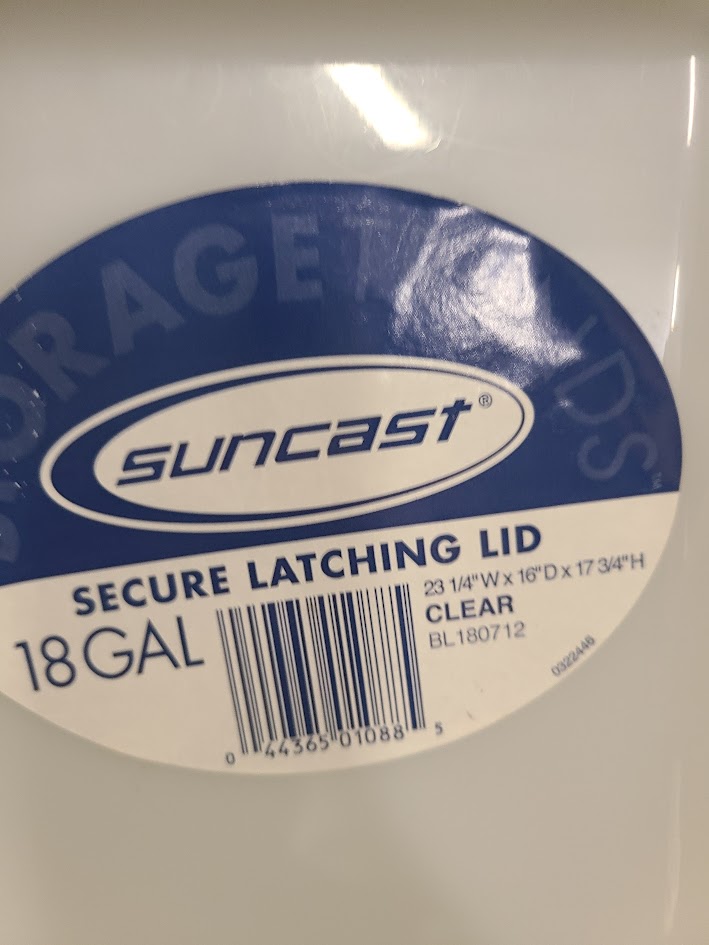 STORAGE
suncast®
SECURE LATCHING LID
18 GAL
23 1/4"W x 16"D x 17 3/4"H
CLEAR
BL180712
0322446
0 44365 01088 5